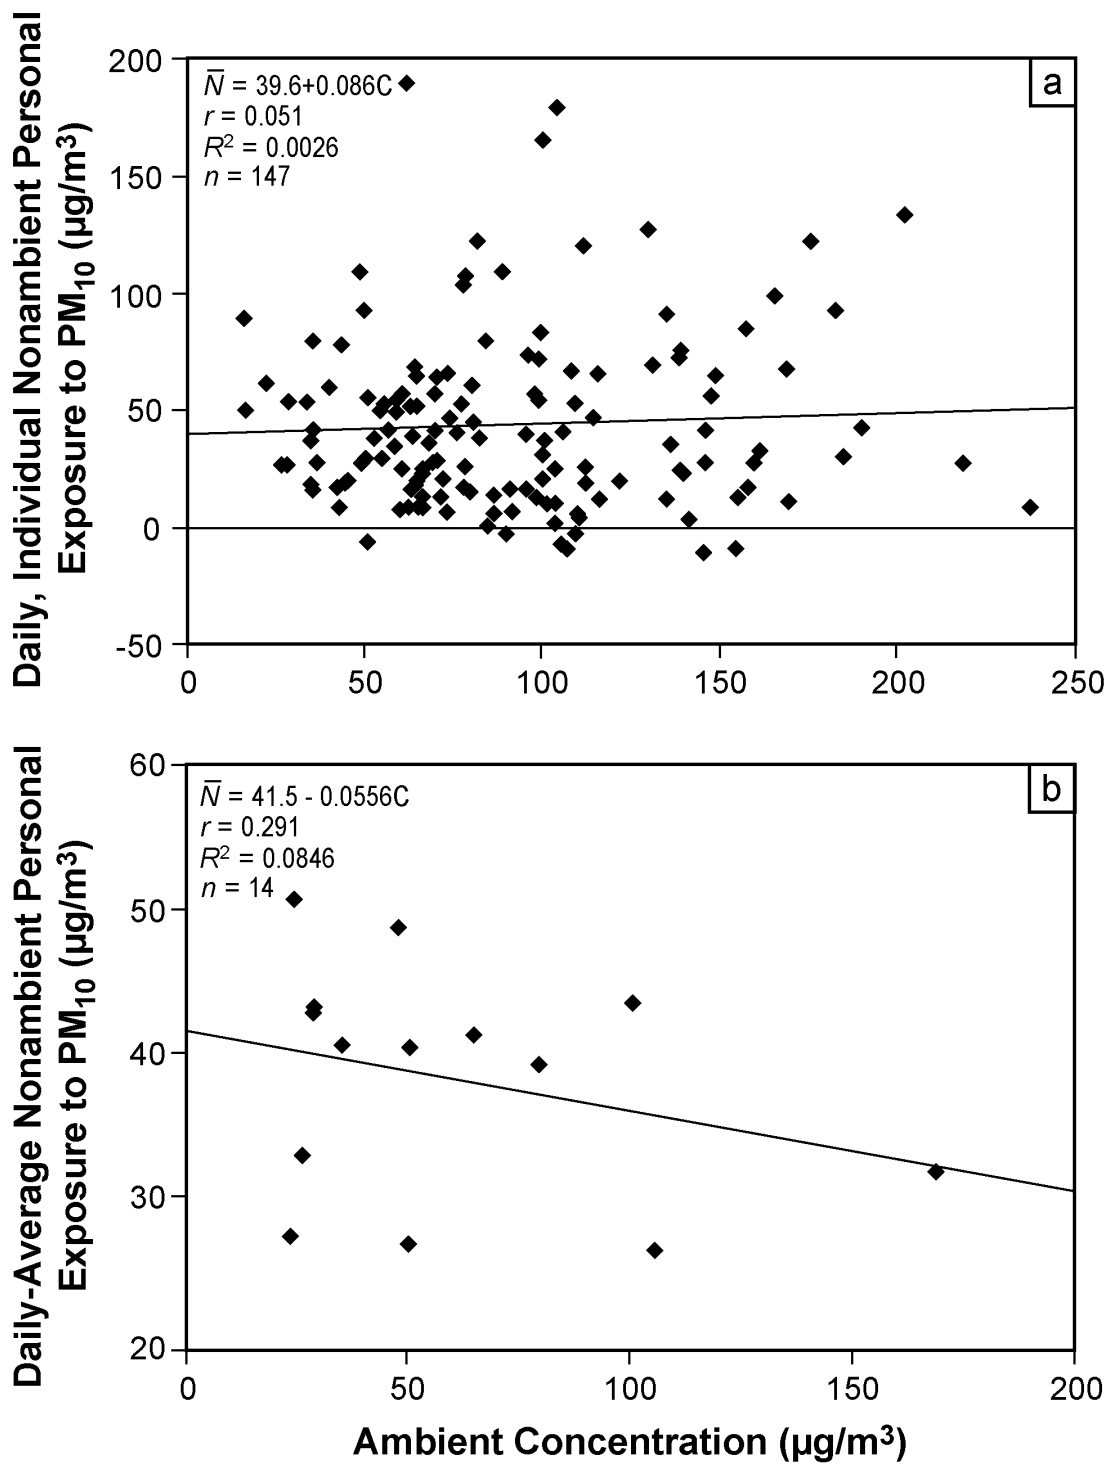 Daily, Individual Nonambient Personal
Exposure to PM10 (µg/m³)
200
150
100
50
0
-50
N̅ = 39.6+0.086C
r = 0.051
R² = 0.0026
n = 147
a
0 50 100 150 200 250
Daily-Average Nonambient Personal
Exposure to PM10 (µg/m³)
60
50
40
30
20
N̅ = 41.5 - 0.0556C
r = 0.291
R² = 0.0846
n = 14
b
0 50 100 150 200
Ambient Concentration (µg/m³)